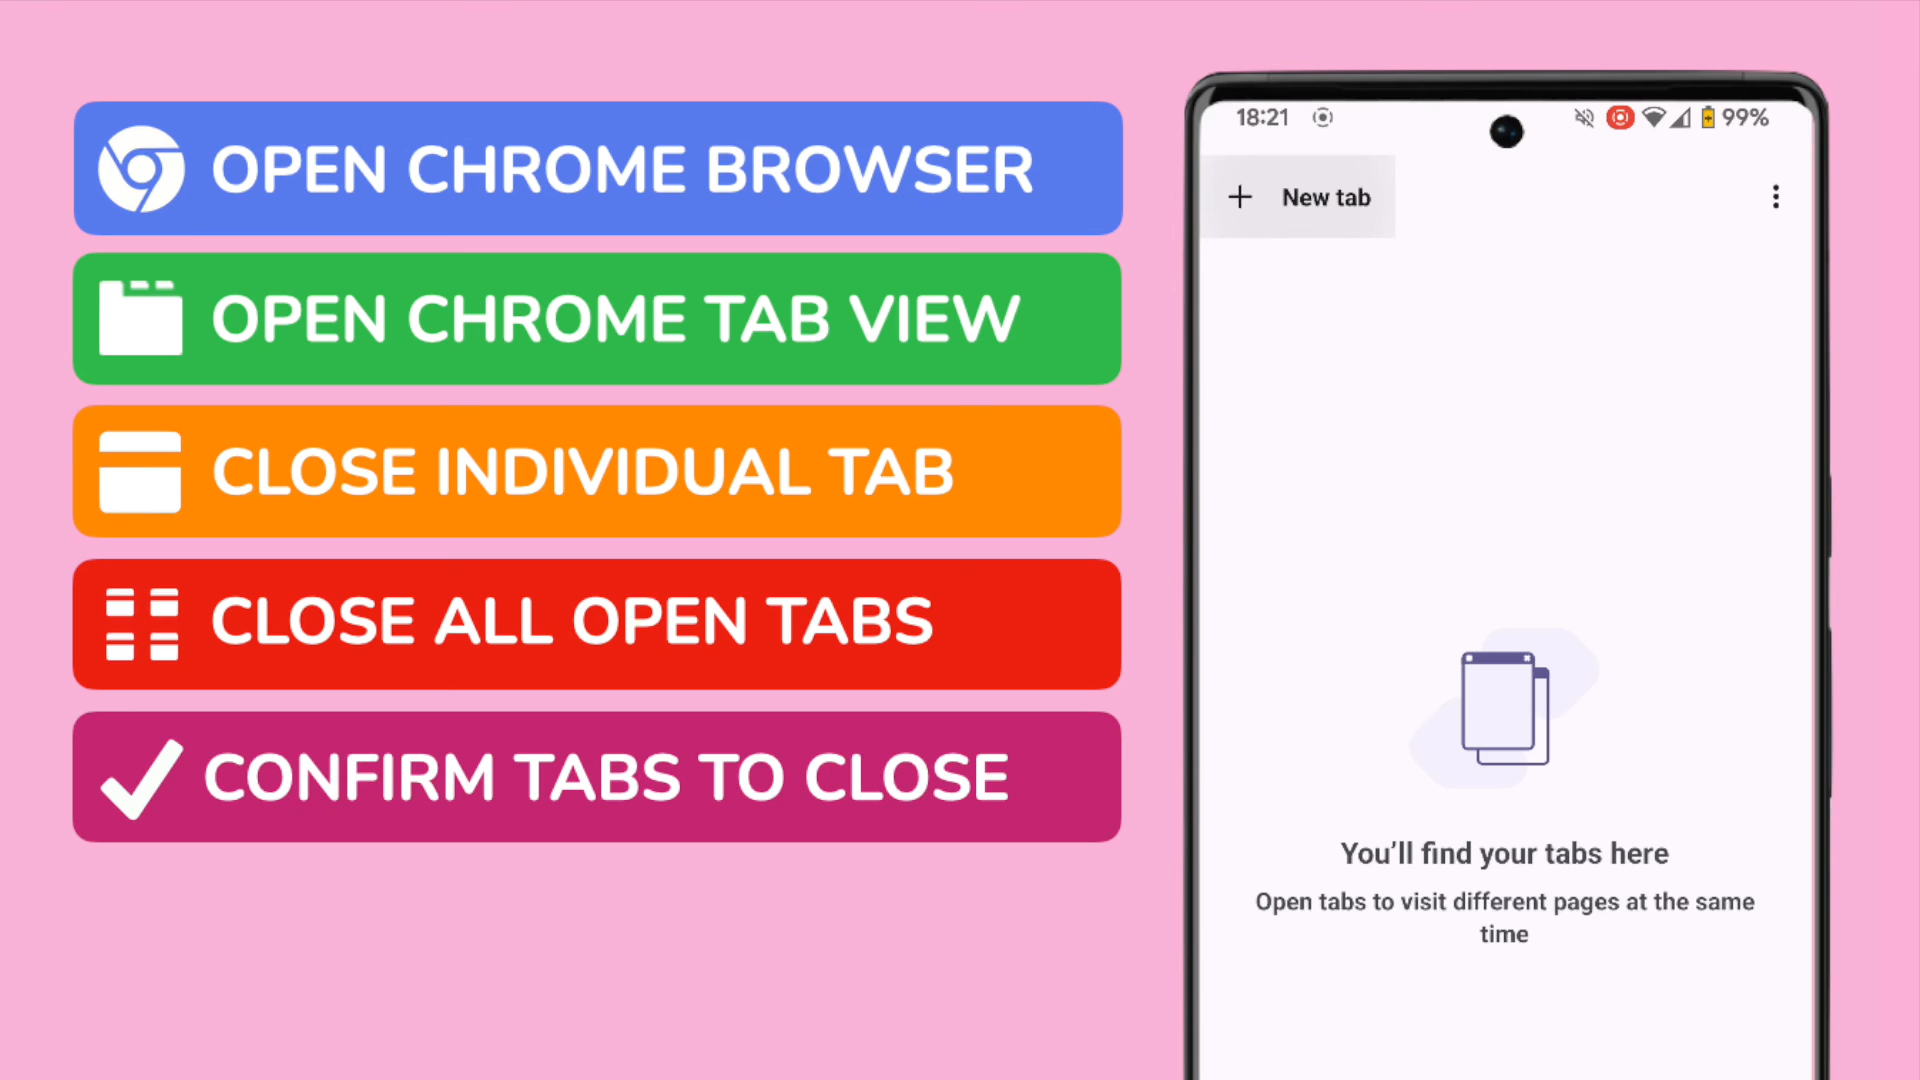 OPEN CHROME BROWSER
OPEN CHROME TAB VIEW
CLOSE INDIVIDUAL TAB
CLOSE ALL OPEN TABS
CONFIRM TABS TO CLOSE
18:21
99%
New tab
You’ll find your tabs here
Open tabs to visit different pages at the same
time